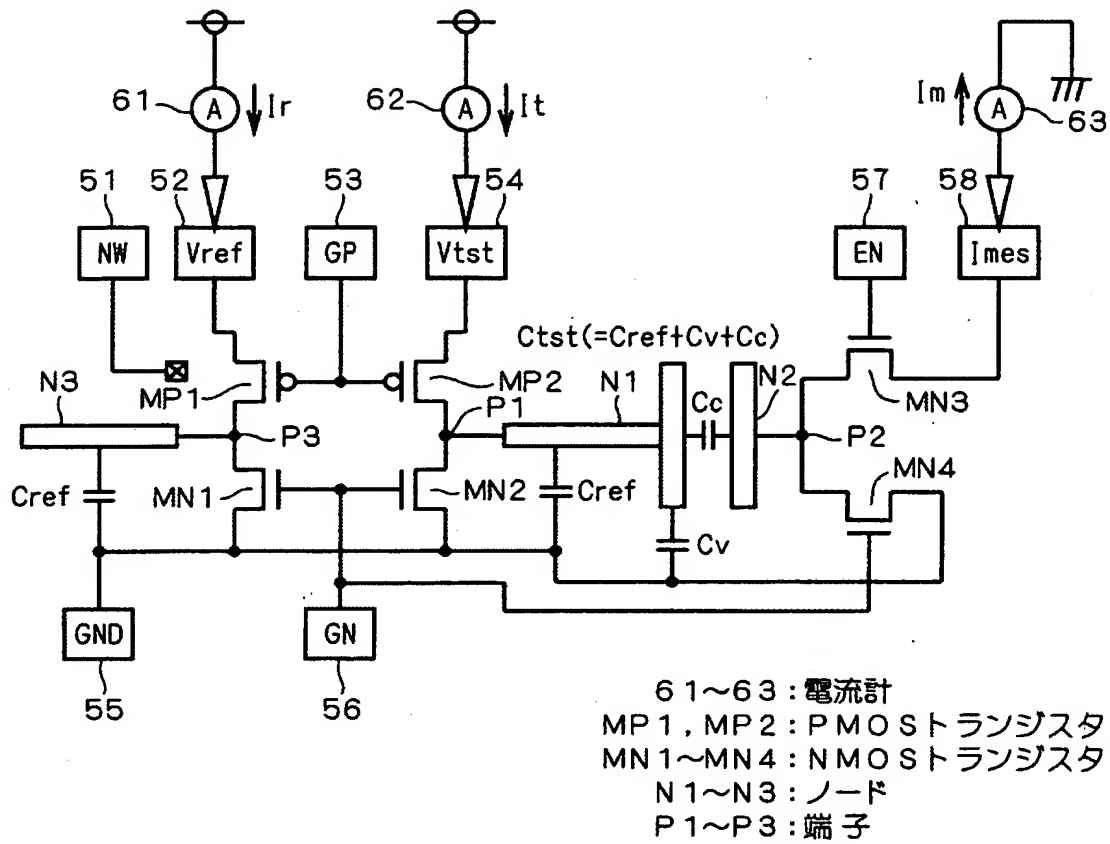 61 A Ir 62 A It Im A 63
51 52 53 54 57 58
NW Vref GP Vtst EN Imes
Ctst(=Cref+Cv+Cc)
N3 MP1 MP2 N1 Cc N2 MN3
P3 P1 P2
Cref MN1 MN2 Cref MN4
Cv
GND GN
55 56
61~63:電流計
MP1,MP2:PMOSトランジスタ
MN1~MN4:NMOSトランジスタ
N1~N3:ノード
P1~P3:端子